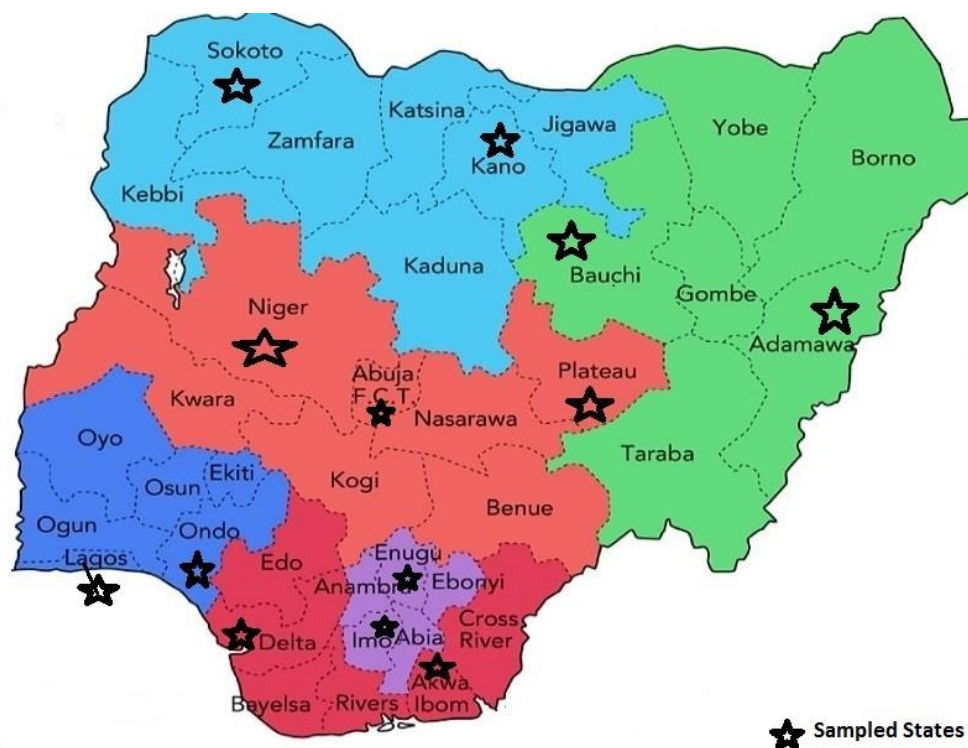 Sokoto
Katsina
Jigawa
Yobe
Zamfara
Borno
Kano
Kebbi
Kaduna
Bauchi
Gombe
Niger
Adamawa
Abuja
F.C.T.
Plateau
Kwara
Nasarawa
Oyo
Taraba
Ekiti
Osun
Kogi
Benue
Ogun
Ondo
Lagos
Edo
Enugu
Anambra
Ebonyi
Cross
River
Delta
Imo
Abia
Akwa
Ibom
Bayelsa
Rivers
Sampled States